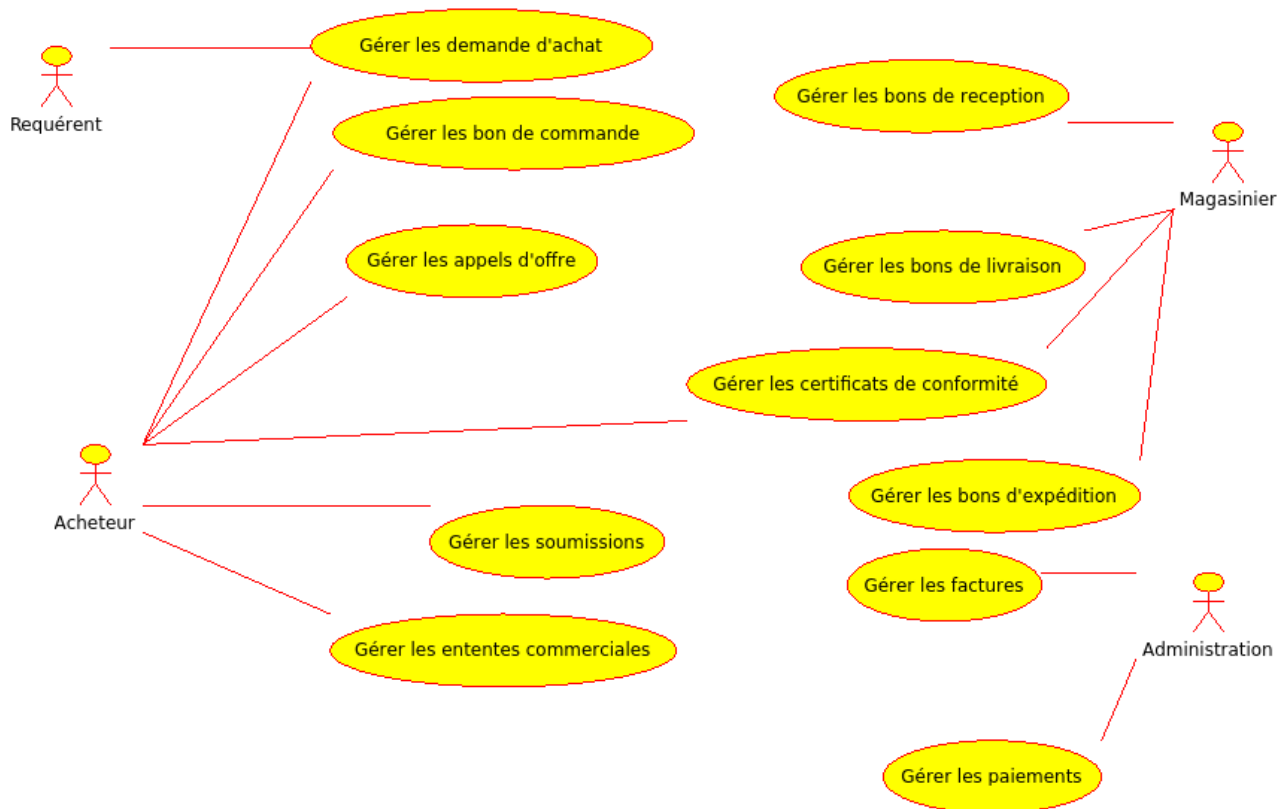 Gérer les demande d'achat
Requérent
Gérer les bons de reception
Gérer les bon de commande
Magasinier
Gérer les appels d'offre
Gérer les bons de livraison
Gérer les certificats de conformité
Acheteur
Gérer les bons d'expédition
Gérer les soumissions
Gérer les factures
Gérer les ententes commerciales
Administration
Gérer les paiements